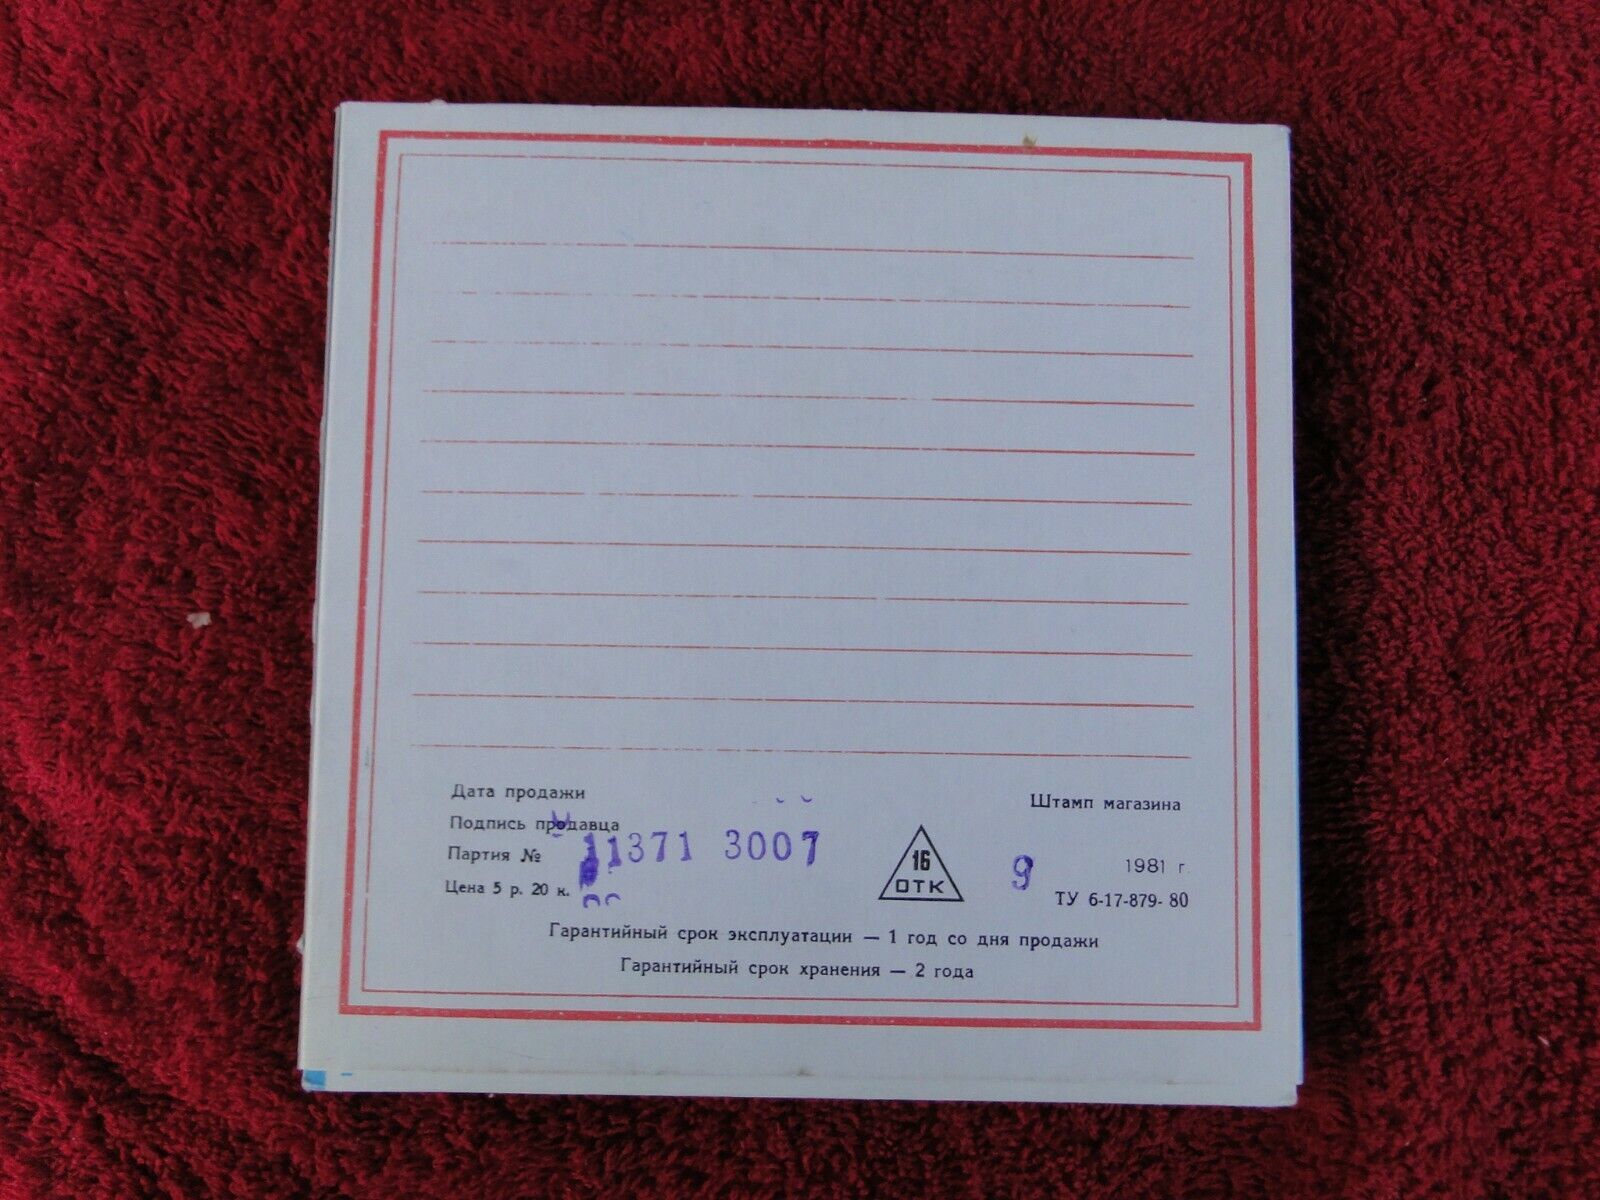 Дата продажи
Штамп магазина
Подпись продавца
Партия № 11371 3007
16
ОТК
9 1981 г.
Цена 5 р. 20 к.
ТУ 6-17-879- 80
Гарантийный срок эксплуатации — 1 год со дня продажи
Гарантийный срок хранения — 2 года